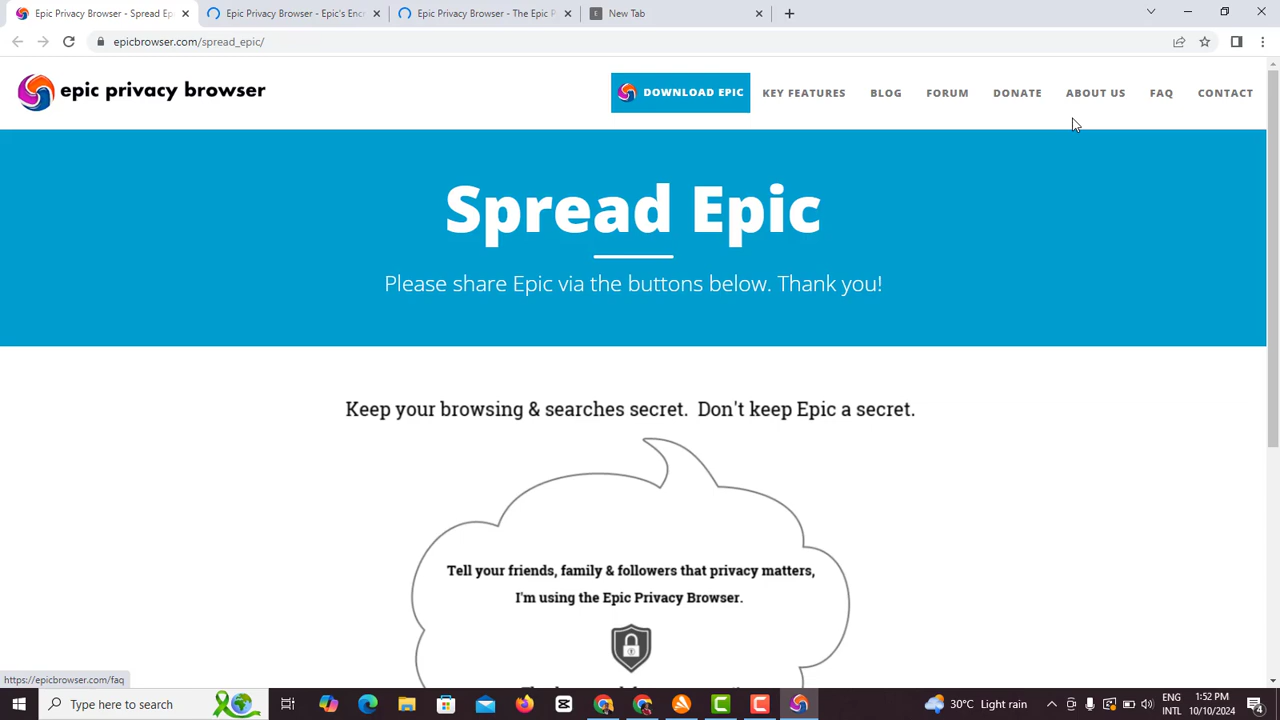 Epic Privacy Browser - Spread Ep
Epic Privacy Browser - Epic's Enc
Epic Privacy Browser - The Epic P
E New Tab
epicbrowser.com/spread_epic/
epic privacy browser
DOWNLOAD EPIC
KEY FEATURES
BLOG
FORUM
DONATE
ABOUT US
FAQ
CONTACT
Spread Epic
Please share Epic via the buttons below. Thank you!
Keep your browsing & searches secret. Don't keep Epic a secret.
Tell your friends, family & followers that privacy matters,
I'm using the Epic Privacy Browser.
https://epicbrowser.com/faq
Type here to search
30°C Light rain
ENG
INTL
1:52 PM
10/10/2024
4